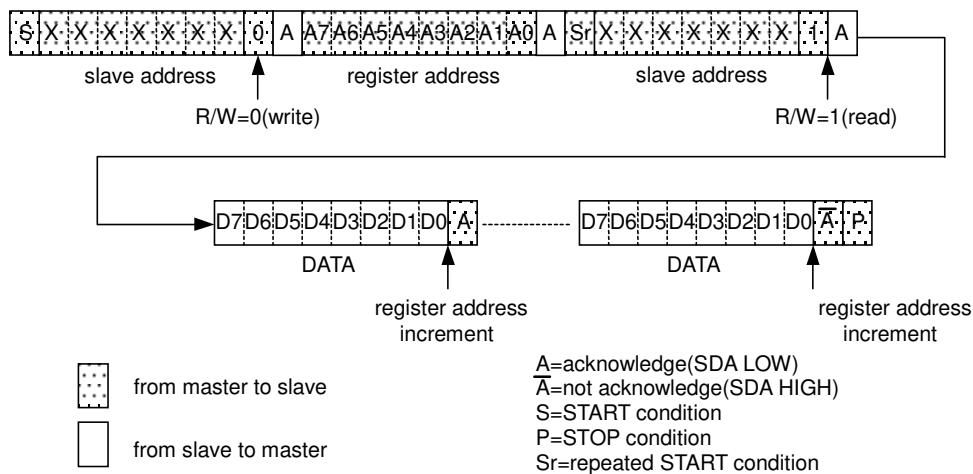 S X X X X X X X 0 A A7 A6 A5 A4 A3 A2 A1 A0 A Sr X X X X X X X 1 A
slave address register address slave address
R/W=0(write) R/W=1(read)
D7 D6 D5 D4 D3 D2 D1 D0 A D7 D6 D5 D4 D3 D2 D1 D0 A̅ P
DATA DATA
register address register address
increment increment
from master to slave
from slave to master
A=acknowledge(SDA LOW)
A̅=not acknowledge(SDA HIGH)
S=START condition
P=STOP condition
Sr=repeated START condition